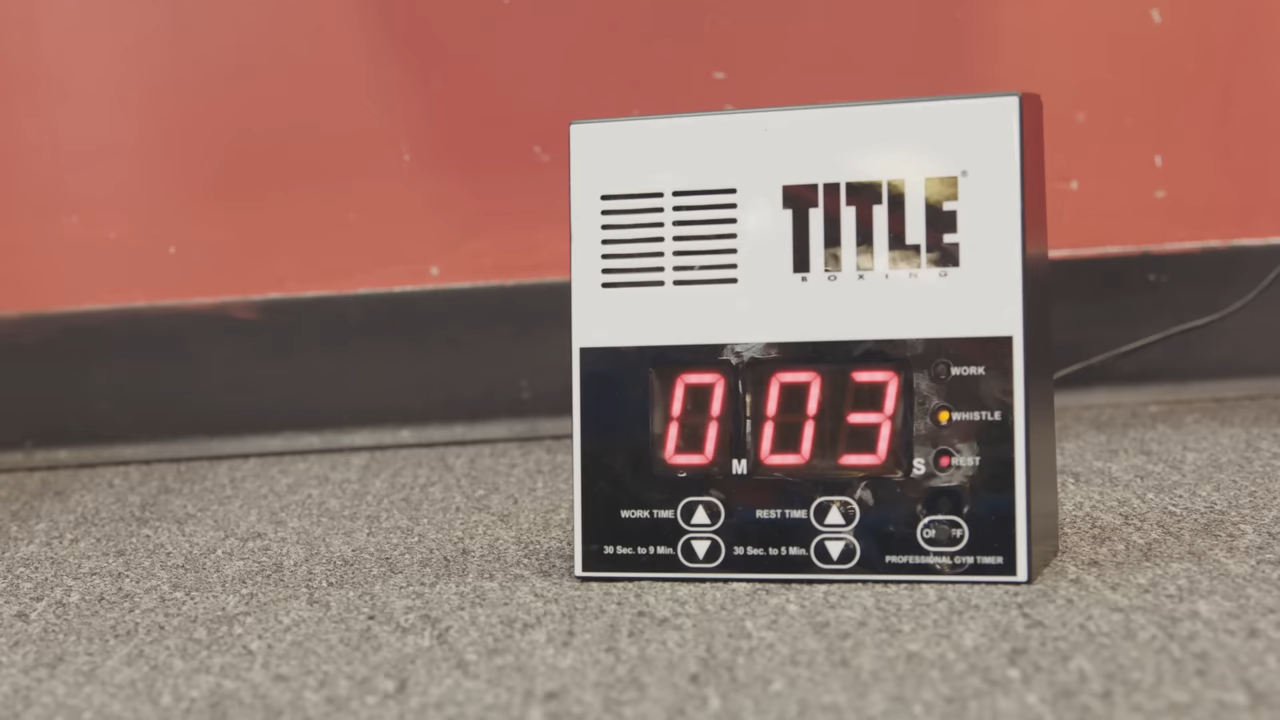 TITLE®
BOXING
WORK
WHISTLE
0 03
M S REST
WORK TIME REST TIME
30 Sec. to 9 Min. 30 Sec. to 5 Min.
PROFESSIONAL GYM TIMER